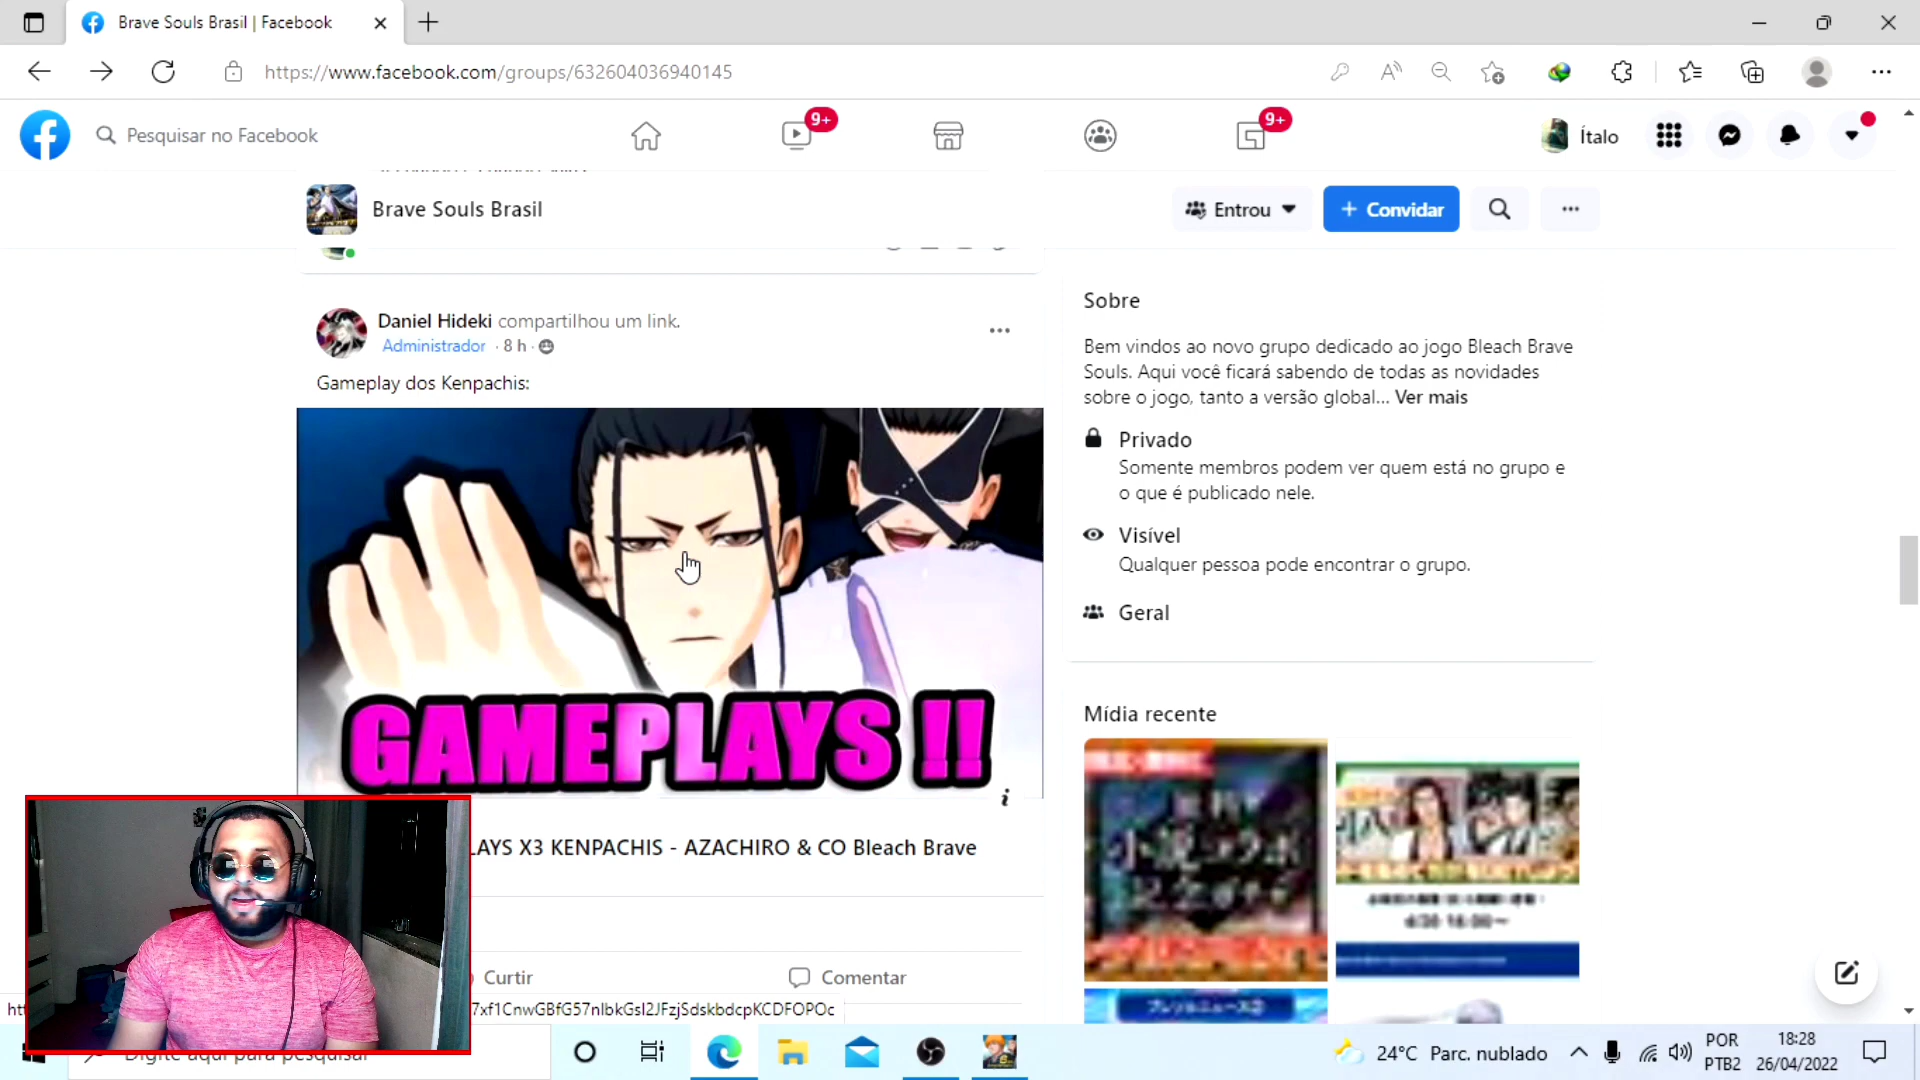 Brave Souls Brasil | Facebook
https://www.facebook.com/groups/632604036940145
Pesquisar no Facebook
9+
9+
Ítalo
Brave Souls Brasil
Entrou
+ Convidar
Daniel Hideki compartilhou um link.
Administrador · 8 h ·
Gameplay dos Kenpachis:
GAMEPLAYS !!
i
LAYS X3 KENPACHIS - AZACHIRO & CO Bleach Brave
Curtir
Comentar
Sobre
Bem vindos ao novo grupo dedicado ao jogo Bleach Brave
Souls. Aqui você ficará sabendo de todas as novidades
sobre o jogo, tanto a versão global... Ver mais
Privado
Somente membros podem ver quem está no grupo e
o que é publicado nele.
Visível
Qualquer pessoa pode encontrar o grupo.
Geral
Mídia recente
7xf1CnwGBfG57nlbkGsl2JFzjSdskbdcpKCDFOPOc
Digite aqui para pesquisar
24°C Parc. nublado
POR
PTB2
18:28
26/04/2022